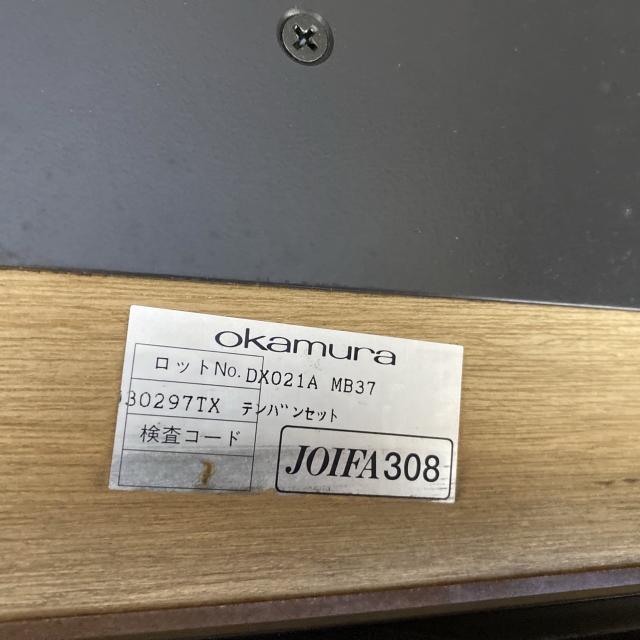 okamura
ロットNo. DX021A MB37
30297TX テンバンセット
検査コード
JOIFA308